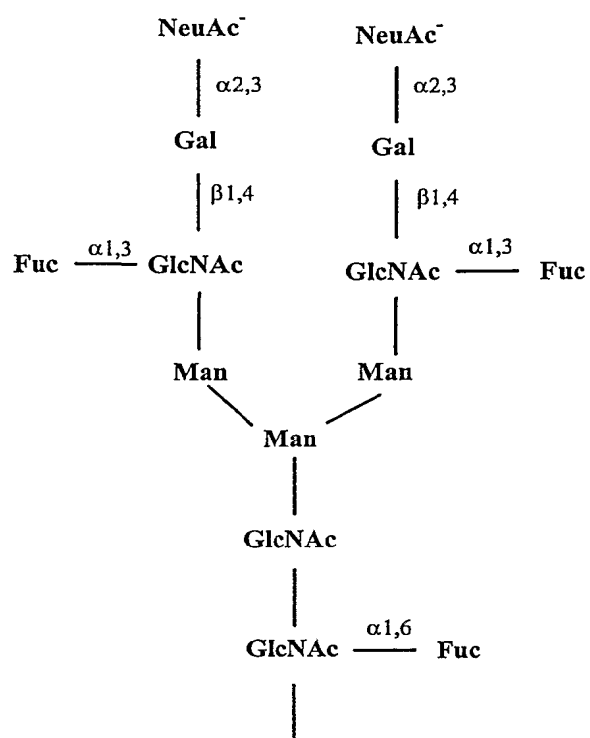 NeuAc⁻ NeuAc⁻
α2,3 α2,3
Gal Gal
β1,4 β1,4
Fuc α1,3 GlcNAc GlcNAc α1,3 Fuc
Man Man
Man
GlcNAc
GlcNAc α1,6 Fuc